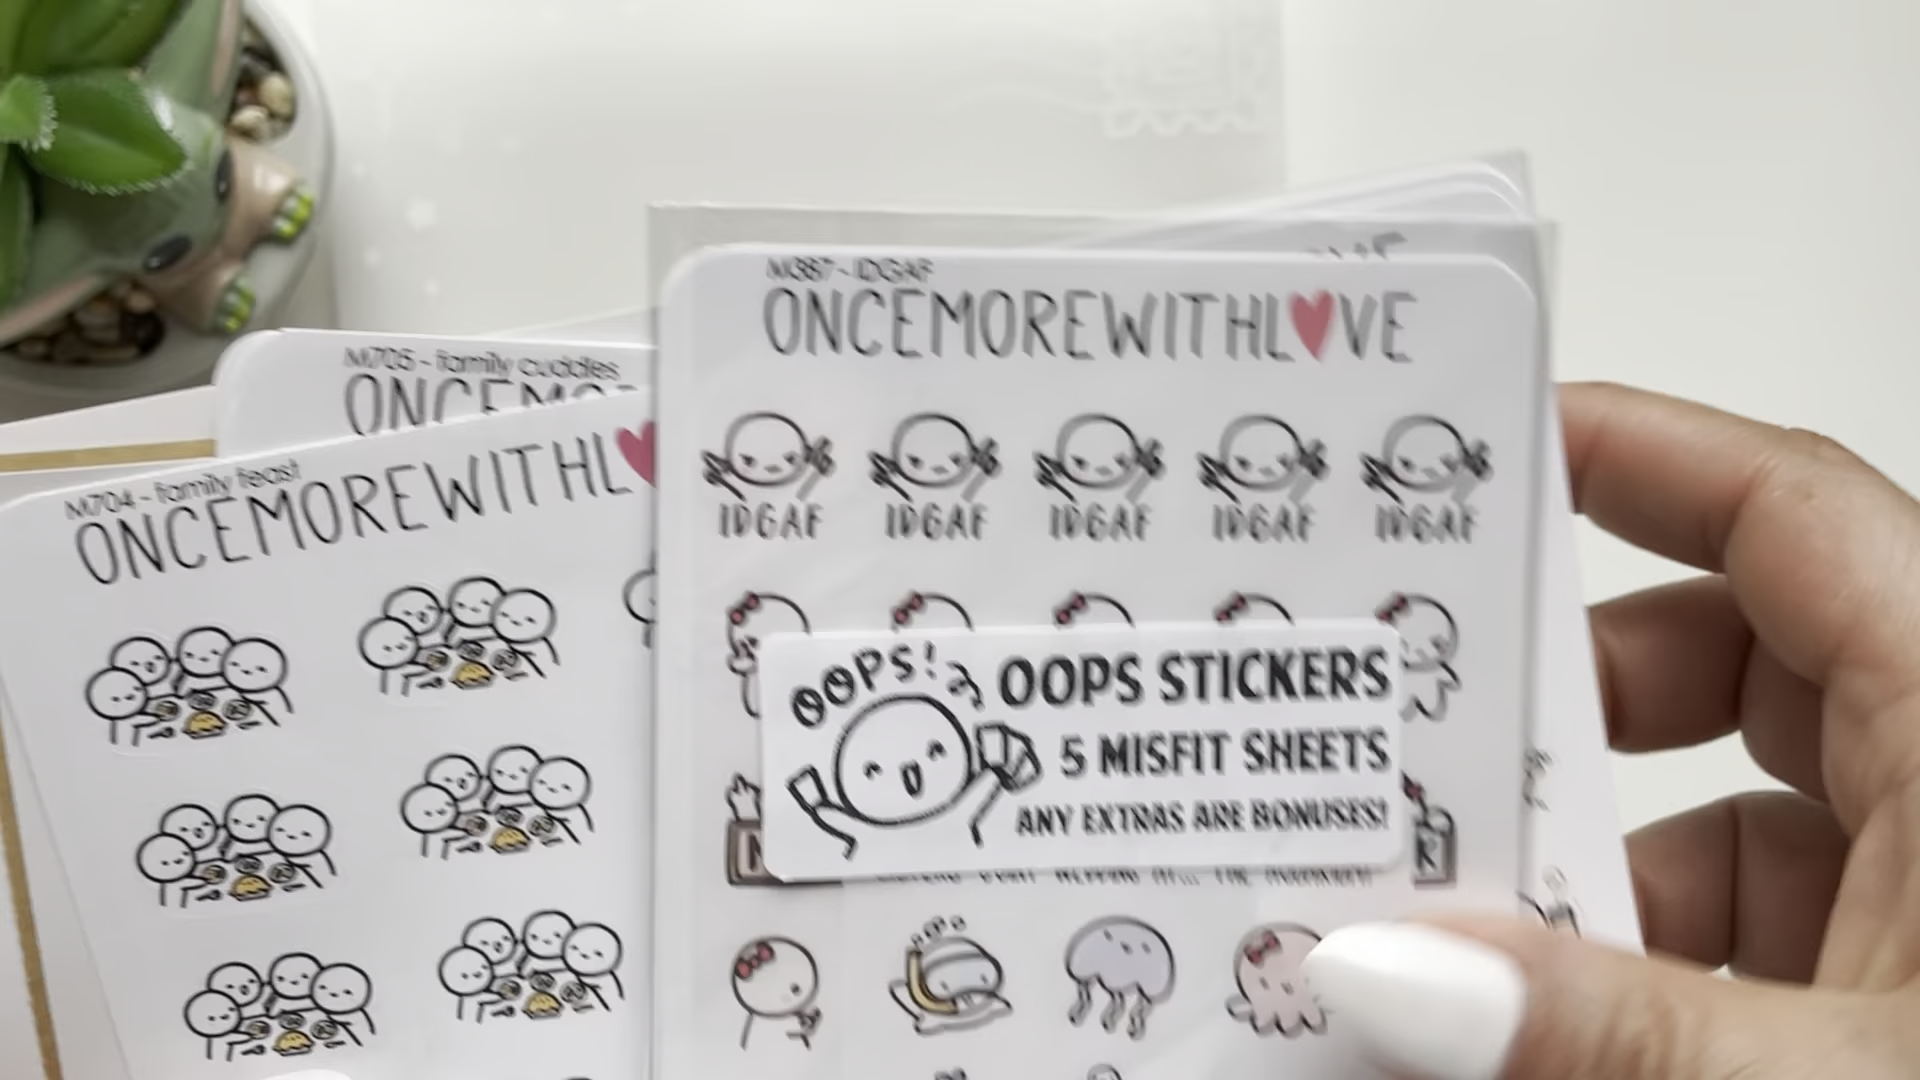 M387 - IDGAF
ONCEMOREWITHL♥VE
IDGAF IDGAF IDGAF IDGAF IDGAF
OOPS!
OOPS STICKERS
5 MISFIT SHEETS
ANY EXTRAS ARE BONUSES!
M705 - family cuddles
ONCEMO
M704 - family feast
ONCEMOREWITHL♥